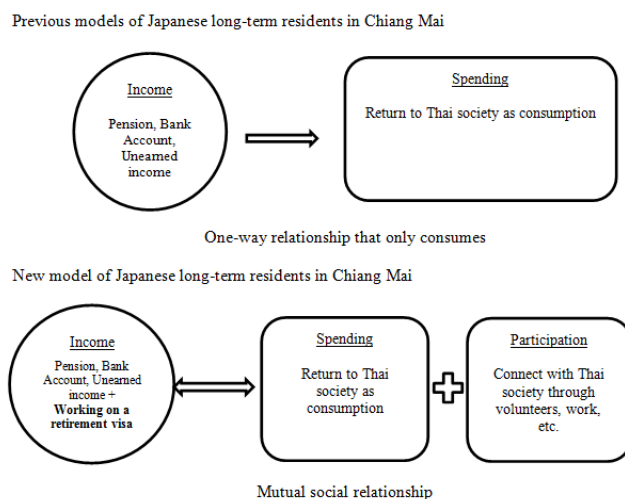 Previous models of Japanese long-term residents in Chiang Mai
Income
Pension, Bank
Account,
Unearned
income
Spending
Return to Thai society as consumption
One-way relationship that only consumes
New model of Japanese long-term residents in Chiang Mai
Income
Pension, Bank
Account, Unearned
income +
Working on a
retirement visa
Spending
Return to Thai
society as
consumption
Participation
Connect with Thai
society through
volunteers, work,
etc.
Mutual social relationship